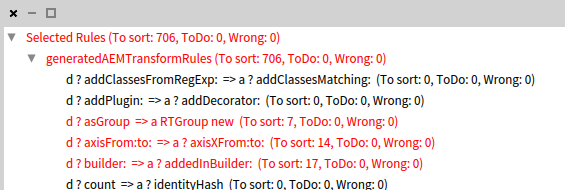 Selected Rules (To sort: 706, ToDo: 0, Wrong: 0)
generatedAEMTransformRules (To sort: 706, ToDo: 0, Wrong: 0)
d ? addClassesFromRegExp: => a ? addClassesMatching: (To sort: 0, ToDo: 0, Wrong: 0)
d ? addPlugin: => a ? addDecorator: (To sort: 0, ToDo: 0, Wrong: 0)
d ? asGroup => a RTGroup new (To sort: 7, ToDo: 0, Wrong: 0)
d ? axisFrom:to: => a ? axisXFrom:to: (To sort: 14, ToDo: 0, Wrong: 0)
d ? builder: => a ? addedInBuilder: (To sort: 17, ToDo: 0, Wrong: 0)
d ? count => a ? identityHash (To sort: 0, ToDo: 0, Wrong: 0)